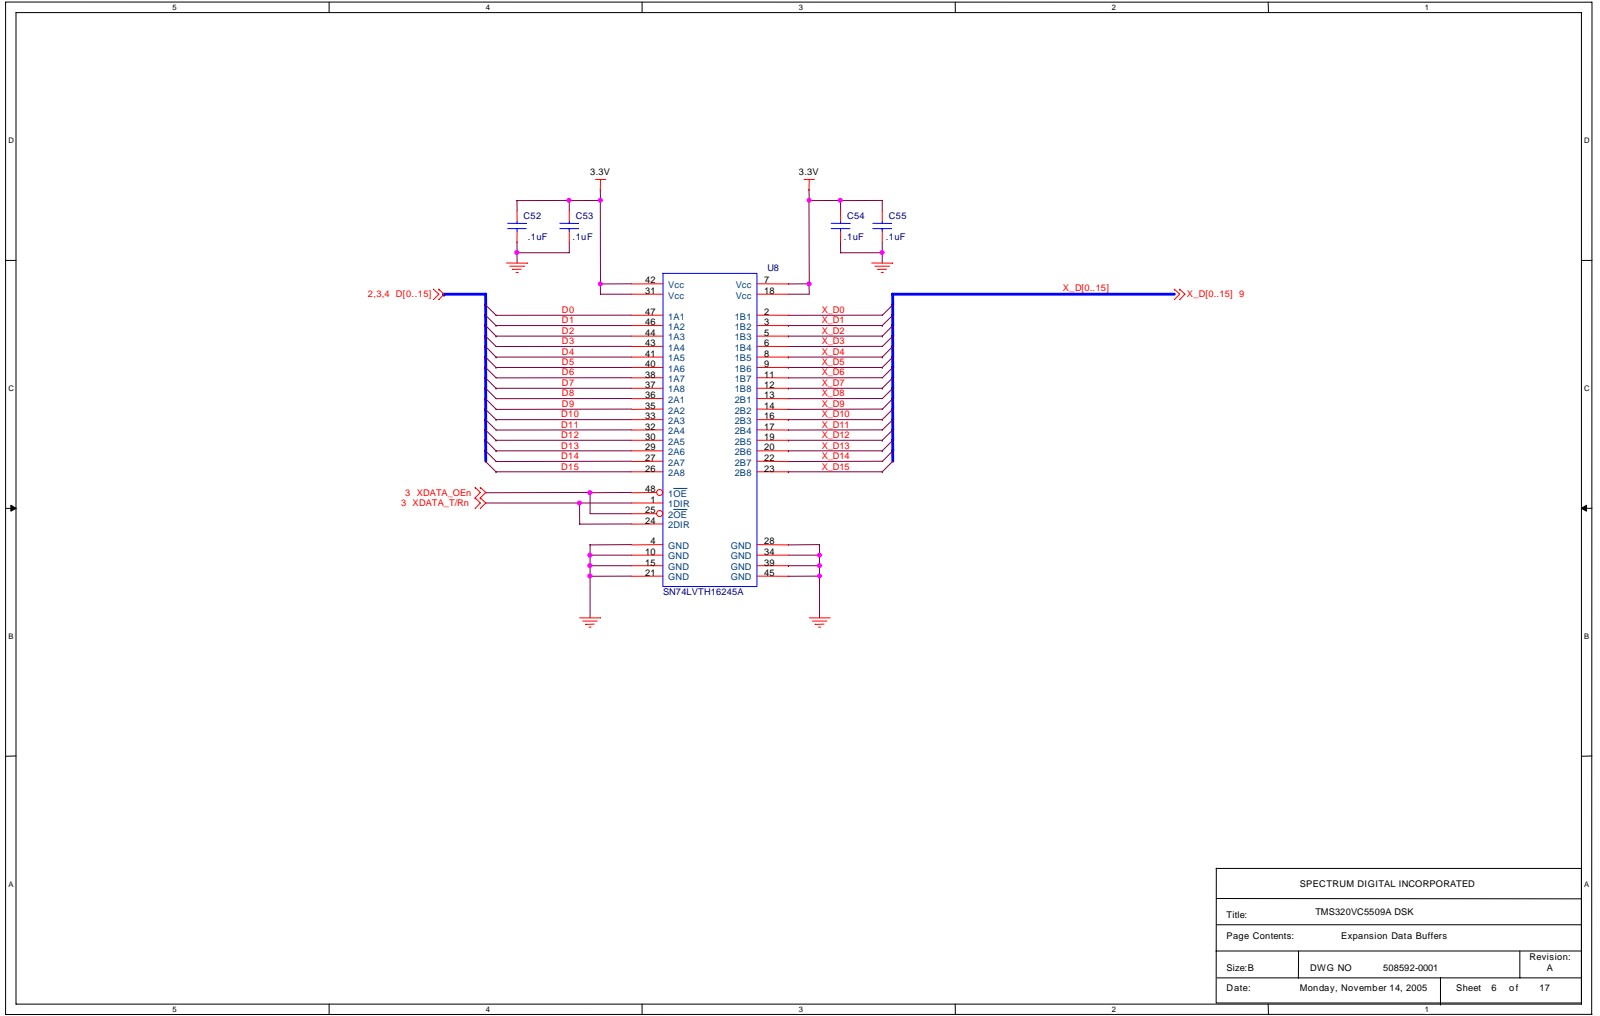 5 4 3 2 1
D D
3.3V 3.3V
C52 C53 C54 C55
.1uF .1uF .1uF .1uF
U8
42 Vcc Vcc 7
31 Vcc Vcc 18
2,3,4 D[0..15] X_D[0..15] X_D[0..15] 9
D0 47 1A1 1B1 2 X_D0
D1 46 1A2 1B2 3 X_D1
D2 44 1A3 1B3 5 X_D2
D3 43 1A4 1B4 6 X_D3
D4 41 1A5 1B5 8 X_D4
D5 40 1A6 1B6 9 X_D5
D6 38 1A7 1B7 11 X_D6
D7 37 1A8 1B8 12 X_D7
D8 36 2A1 2B1 13 X_D8
D9 35 2A2 2B2 14 X_D9
D10 33 2A3 2B3 16 X_D10
D11 32 2A4 2B4 17 X_D11
D12 30 2A5 2B5 19 X_D12
D13 29 2A6 2B6 20 X_D13
D14 27 2A7 2B7 22 X_D14
D15 26 2A8 2B8 23 X_D15
C C
3 XDATA_OEn 48 1OE
3 XDATA_T/Rn 1 1DIR
25 2OE
24 2DIR
4 GND GND 28
10 GND GND 34
15 GND GND 39
21 GND GND 45
SN74LVTH16245A
B B
A A
SPECTRUM DIGITAL INCORPORATED
Title: TMS320VC5509A DSK
Page Contents: Expansion Data Buffers
Size:B DWG NO 508592-0001 Revision: A
Date: Monday, November 14, 2005 Sheet 6 of 17
5 4 3 2 1